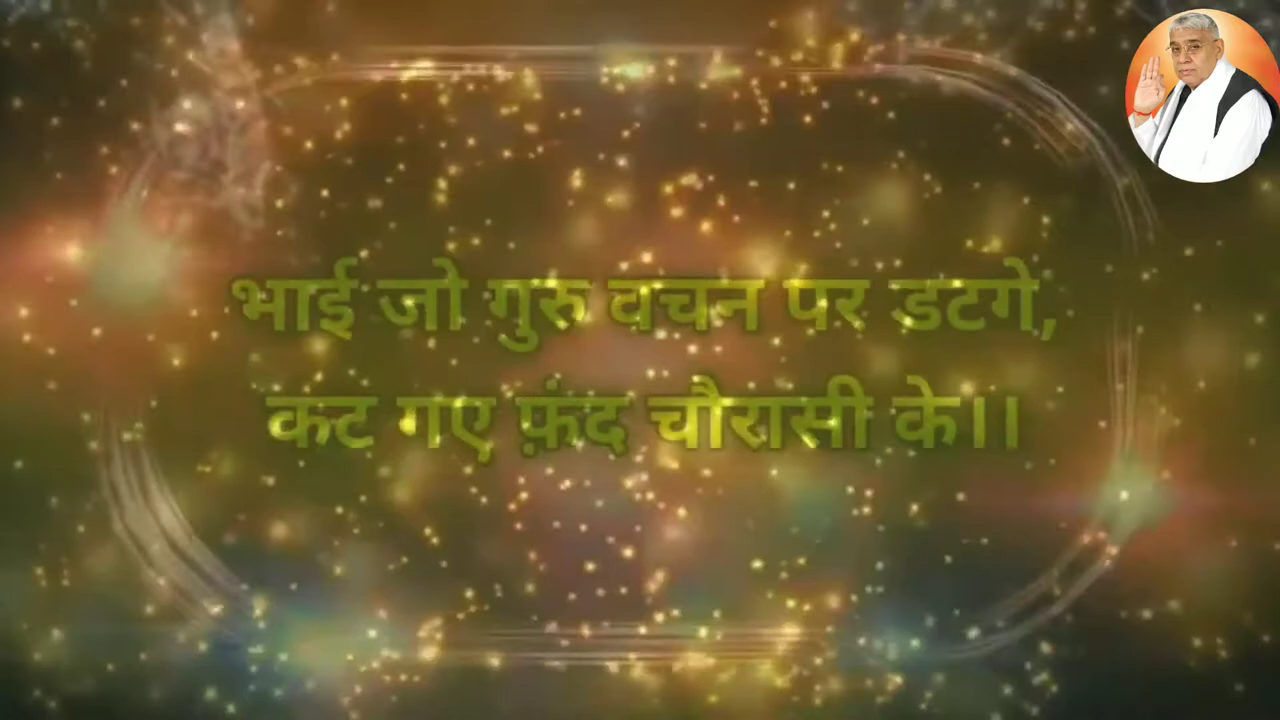 भाई जो गुरु वचन पर डटगे,
कट गए फ़ंद चौरासी के।।